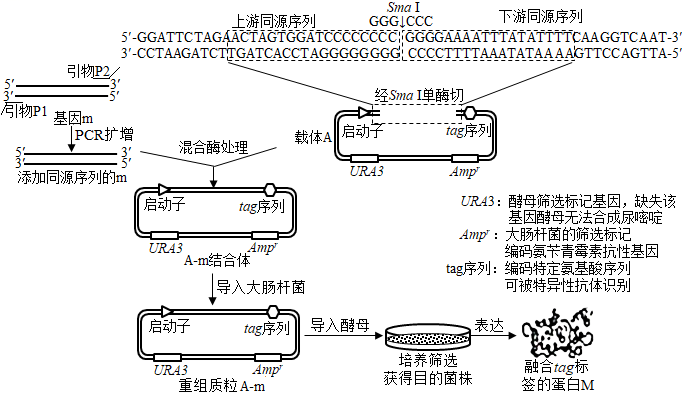 Sma I
GGG↓CCC
上游同源序列
下游同源序列
5′-GGATTCTAGAACTAGTGGATCCCCCCCCC GGGGGAAAATTTATATTTTCAAGGTCAAT-3′
3′-CCTAAGATCTTGATCACCTAGGGGGGGG CCCCCTTTTAAATATAAAAGTTCCAGTTA-5′
引物P2
5′ 3′
3′ 5′
引物P1
基因m
PCR扩增
5′ 3′
3′ 5′
添加同源序列的m
混合酶处理
经Sma I单酶切
载体A
启动子
tag序列
URA3
Ampʳ
启动子
tag序列
URA3
Ampʳ
A-m结合体
URA3：酵母筛选标记基因，缺失该
基因酵母无法合成尿嘧啶
Ampʳ：大肠杆菌的筛选标记
编码氨苄青霉素抗性基因
tag序列：编码特定氨基酸序列
可被特异性抗体识别
导入大肠杆菌
启动子
tag序列
URA3
Ampʳ
重组质粒A-m
导入酵母
培养筛选
获得目的菌株
表达
融合tag标
签的蛋白M